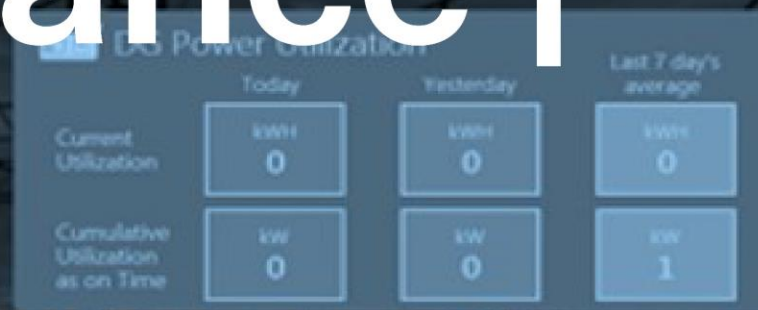 ance
DG Power Utilization
Today
Yesterday
Last 7 day's
average
Current
Utilization
kWH
0
kWH
0
kWH
0
Cumulative
Utilization
as on Time
kW
0
kW
0
kW
1